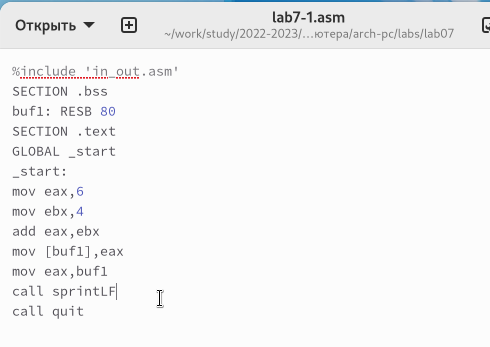 Открыть
lab7-1.asm
~/work/study/2022-2023/...ютера/arch-pc/labs/lab07
%include 'in_out.asm'
SECTION .bss
buf1: RESB 80
SECTION .text
GLOBAL _start
_start:
mov eax,6
mov ebx,4
add eax,ebx
mov [buf1],eax
mov eax,buf1
call sprintLF
call quit